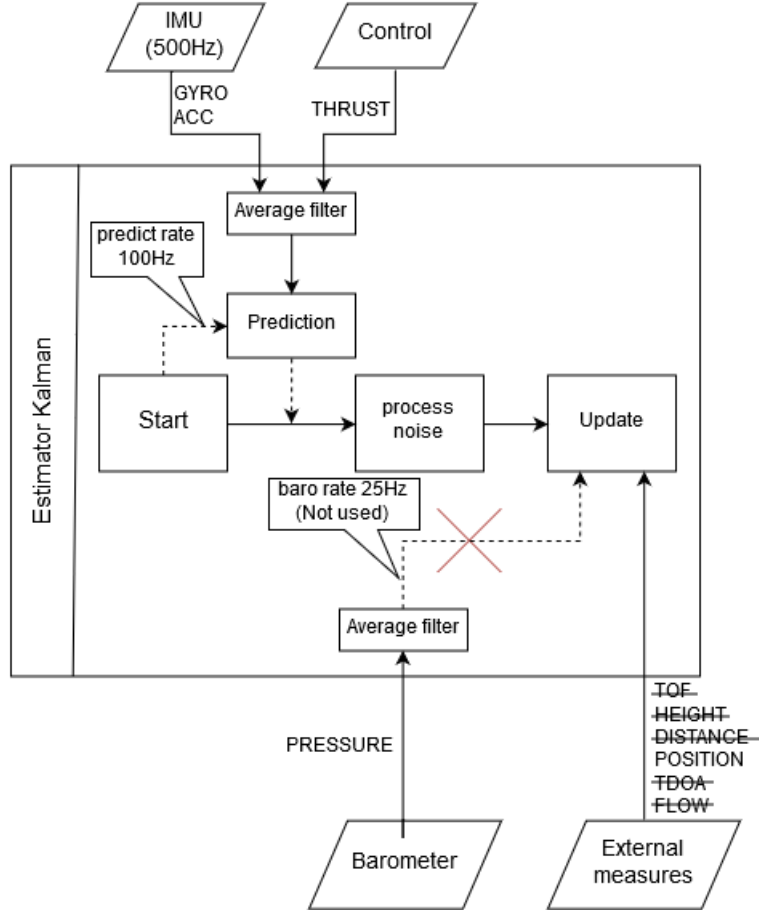 IMU
(500Hz)
Control
GYRO
ACC
THRUST
Average filter
predict rate
100Hz
Prediction
Estimator Kalman
Start
process
noise
Update
baro rate 25Hz
(Not used)
Average filter
PRESSURE
TOF
HEIGHT
DISTANCE
POSITION
TDOA
FLOW
Barometer
External
measures